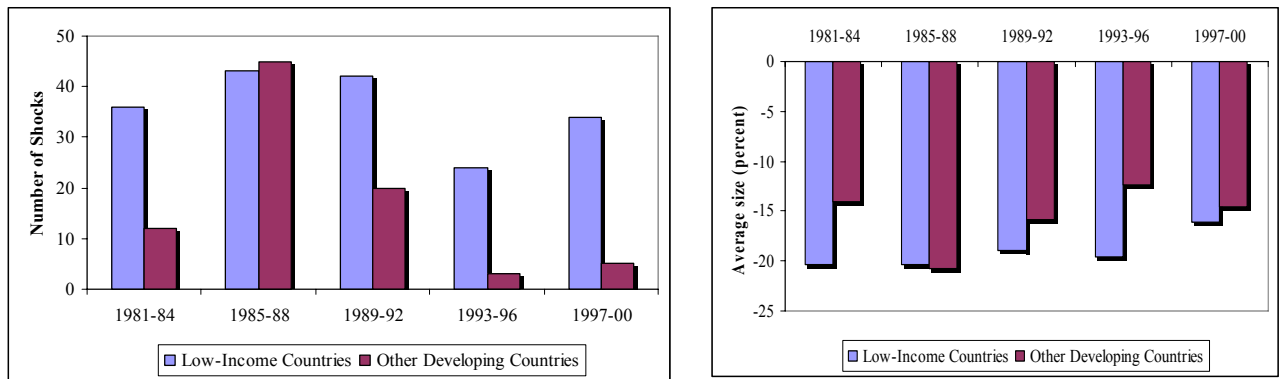 50
40
30
20
10
0
Number of Shocks
1981-84 1985-88 1989-92 1993-96 1997-00
Low-Income Countries Other Developing Countries
1981-84 1985-88 1989-92 1993-96 1997-00
0
-5
-10
-15
-20
-25
Average size (percent)
Low-Income Countries Other Developing Countries